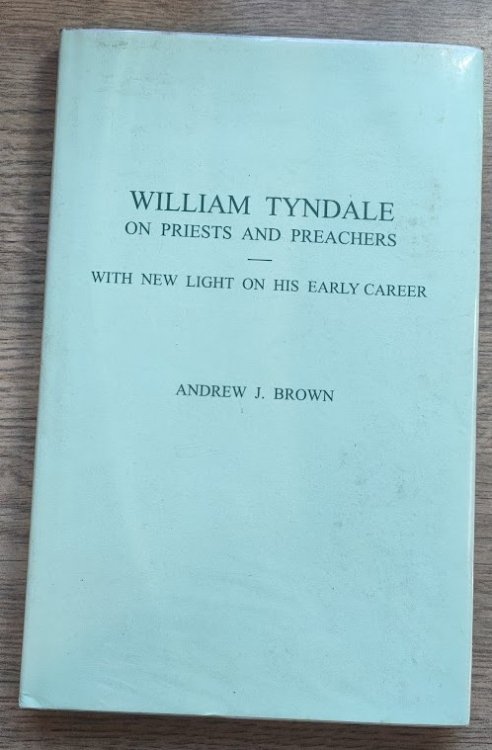 WILLIAM TYNDALE
ON PRIESTS AND PREACHERS
—
WITH NEW LIGHT ON HIS EARLY CAREER
ANDREW J. BROWN